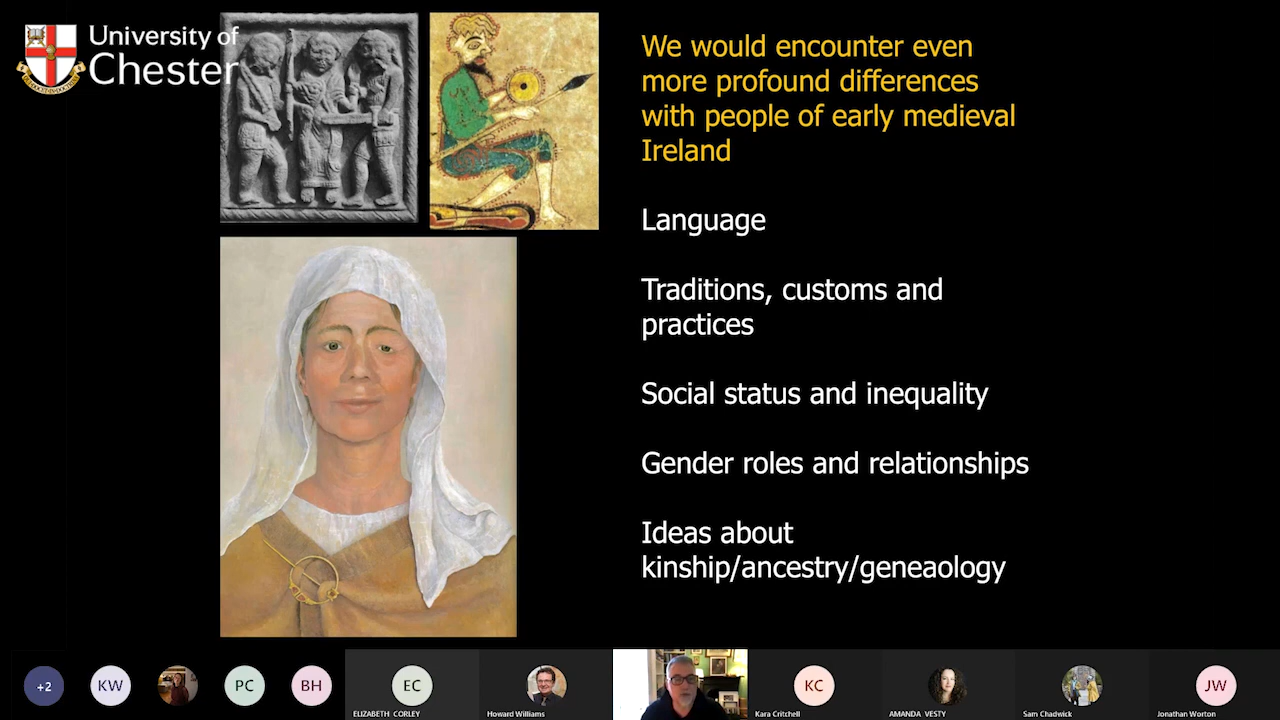 University of
Chester
We would encounter even
more profound differences
with people of early medieval
Ireland
Language
Traditions, customs and
practices
Social status and inequality
Gender roles and relationships
Ideas about
kinship/ancestry/geneaology
+2
KW
PC
BH
EC
ELIZABETH CORLEY
Howard Williams
KC
Kara Critchell
AMANDA VESTY
Sam Chadwick
JW
Jonathan Worton